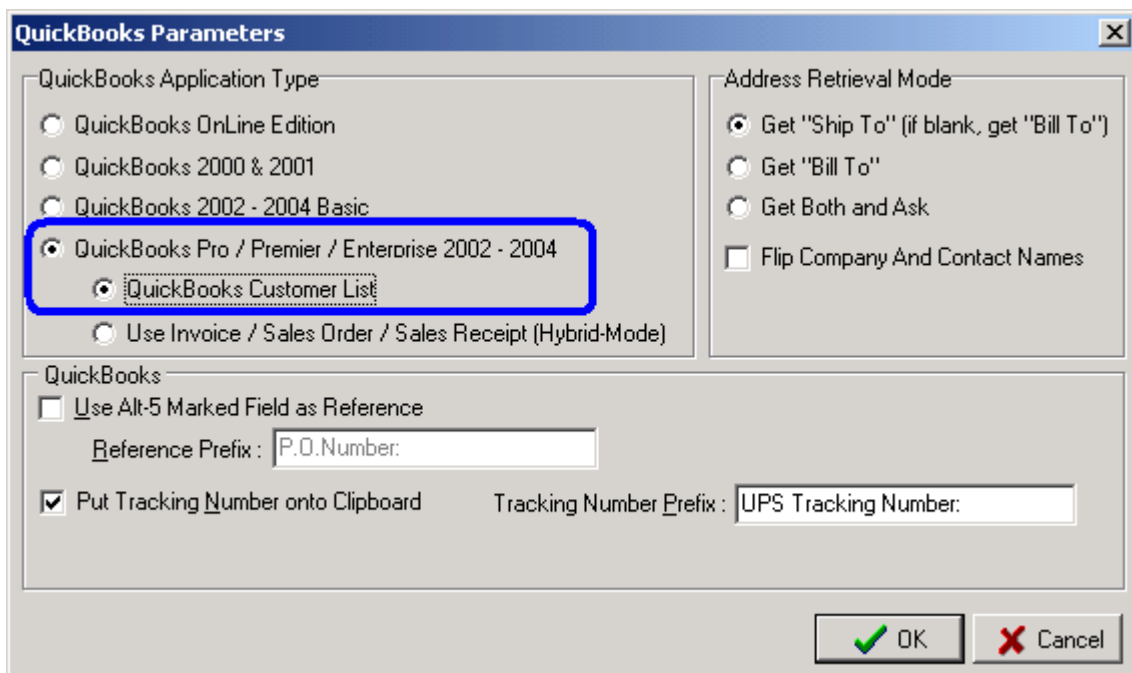 QuickBooks Parameters
QuickBooks Application Type
QuickBooks OnLine Edition
QuickBooks 2000 & 2001
QuickBooks 2002 - 2004 Basic
QuickBooks Pro / Premier / Enterprise 2002 - 2004
QuickBooks Customer List
Use Invoice / Sales Order / Sales Receipt (Hybrid-Mode)
Address Retrieval Mode
Get "Ship To" (if blank, get "Bill To")
Get "Bill To"
Get Both and Ask
Flip Company And Contact Names
QuickBooks
Use Alt-5 Marked Field as Reference
Reference Prefix : P.O.Number:
Put Tracking Number onto Clipboard Tracking Number Prefix : UPS Tracking Number:
OK Cancel